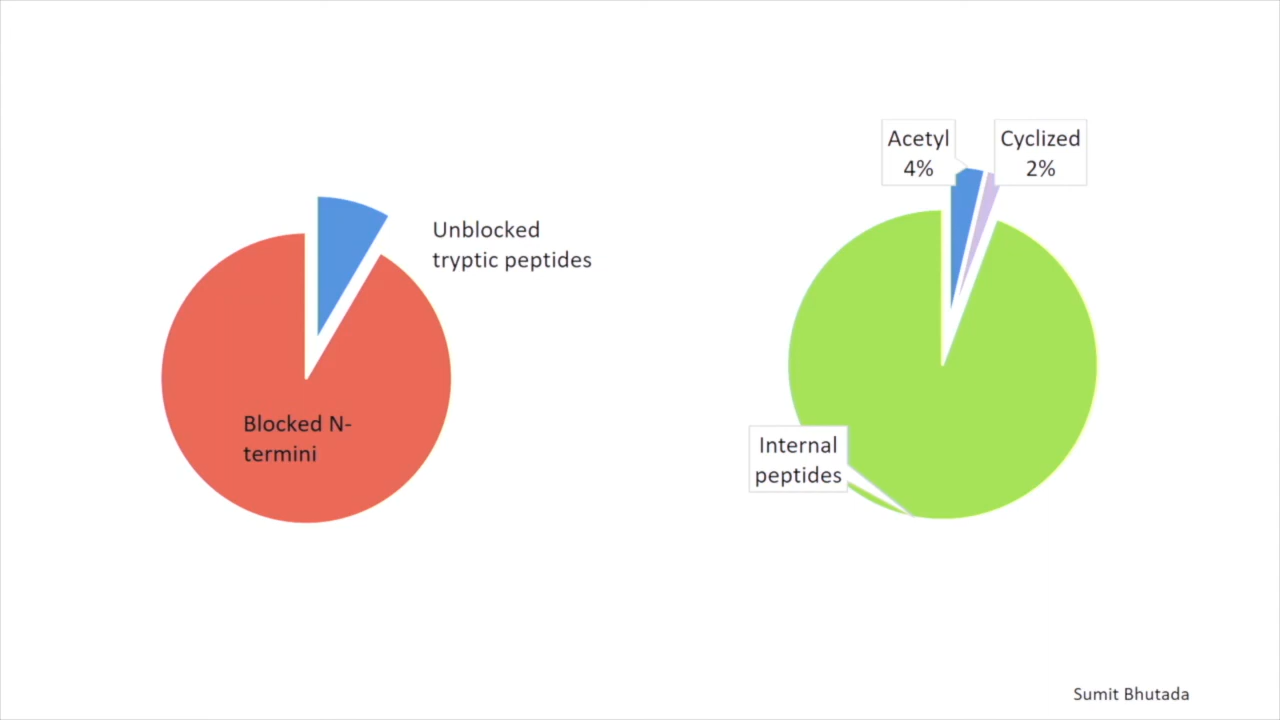 Unblocked
tryptic peptides
Blocked N-
termini
Acetyl
4%
Cyclized
2%
Internal
peptides
Sumit Bhutada